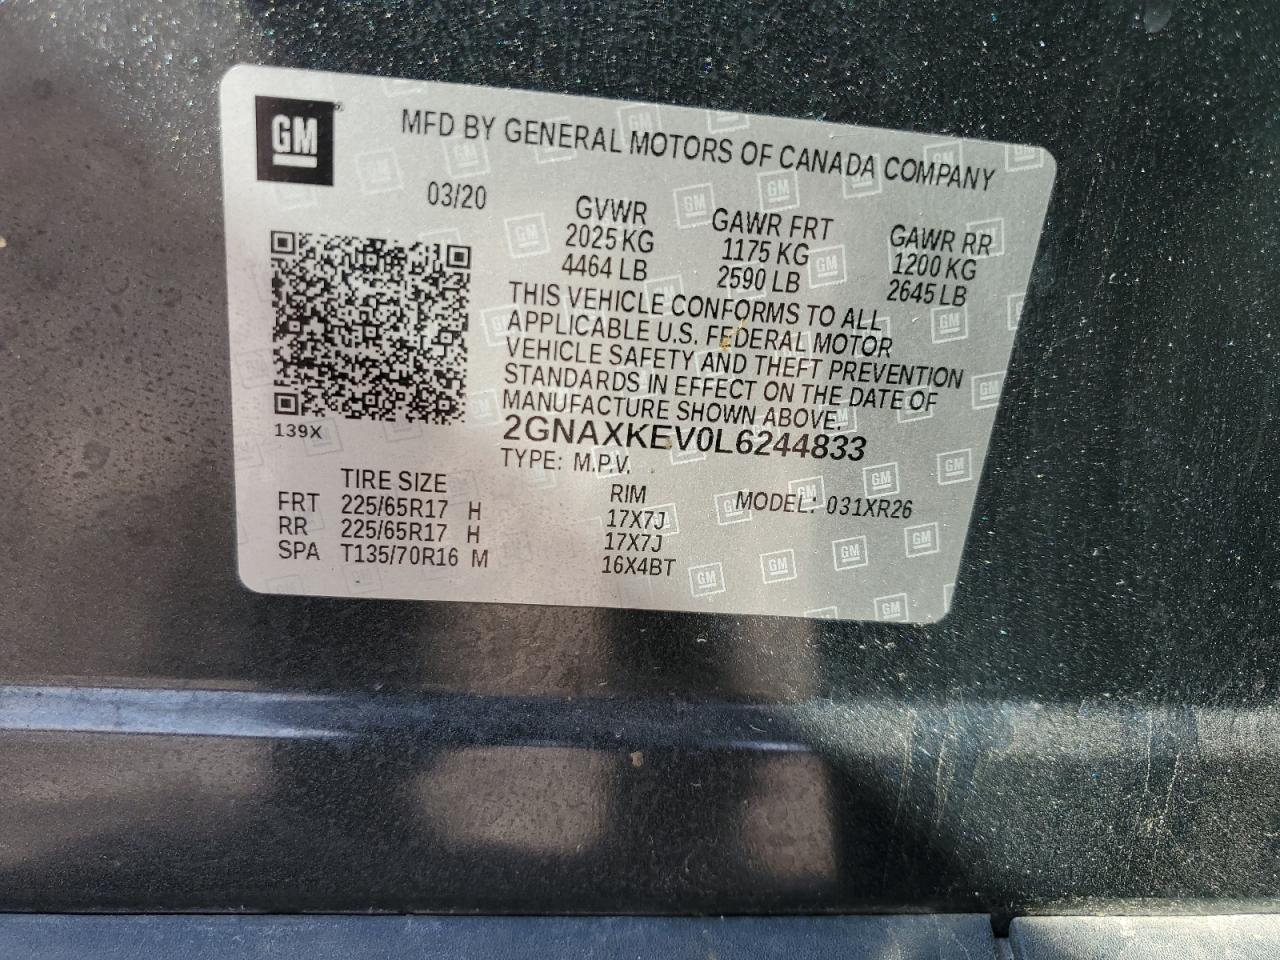 GM
MFD BY GENERAL MOTORS OF CANADA COMPANY
03/20
GVWR GAWR FRT GAWR RR
2025 KG 1175 KG 1200 KG
4464 LB 2590 LB 2645 LB
THIS VEHICLE CONFORMS TO ALL
APPLICABLE U.S. FEDERAL MOTOR
VEHICLE SAFETY AND THEFT PREVENTION
STANDARDS IN EFFECT ON THE DATE OF
MANUFACTURE SHOWN ABOVE.
139X
2GNAXKEV0L6244833
TYPE: M.P.V.
TIRE SIZE RIM MODEL: 031XR26
FRT 225/65R17 H 17X7J
RR 225/65R17 H 17X7J
SPA T135/70R16 M 16X4BT